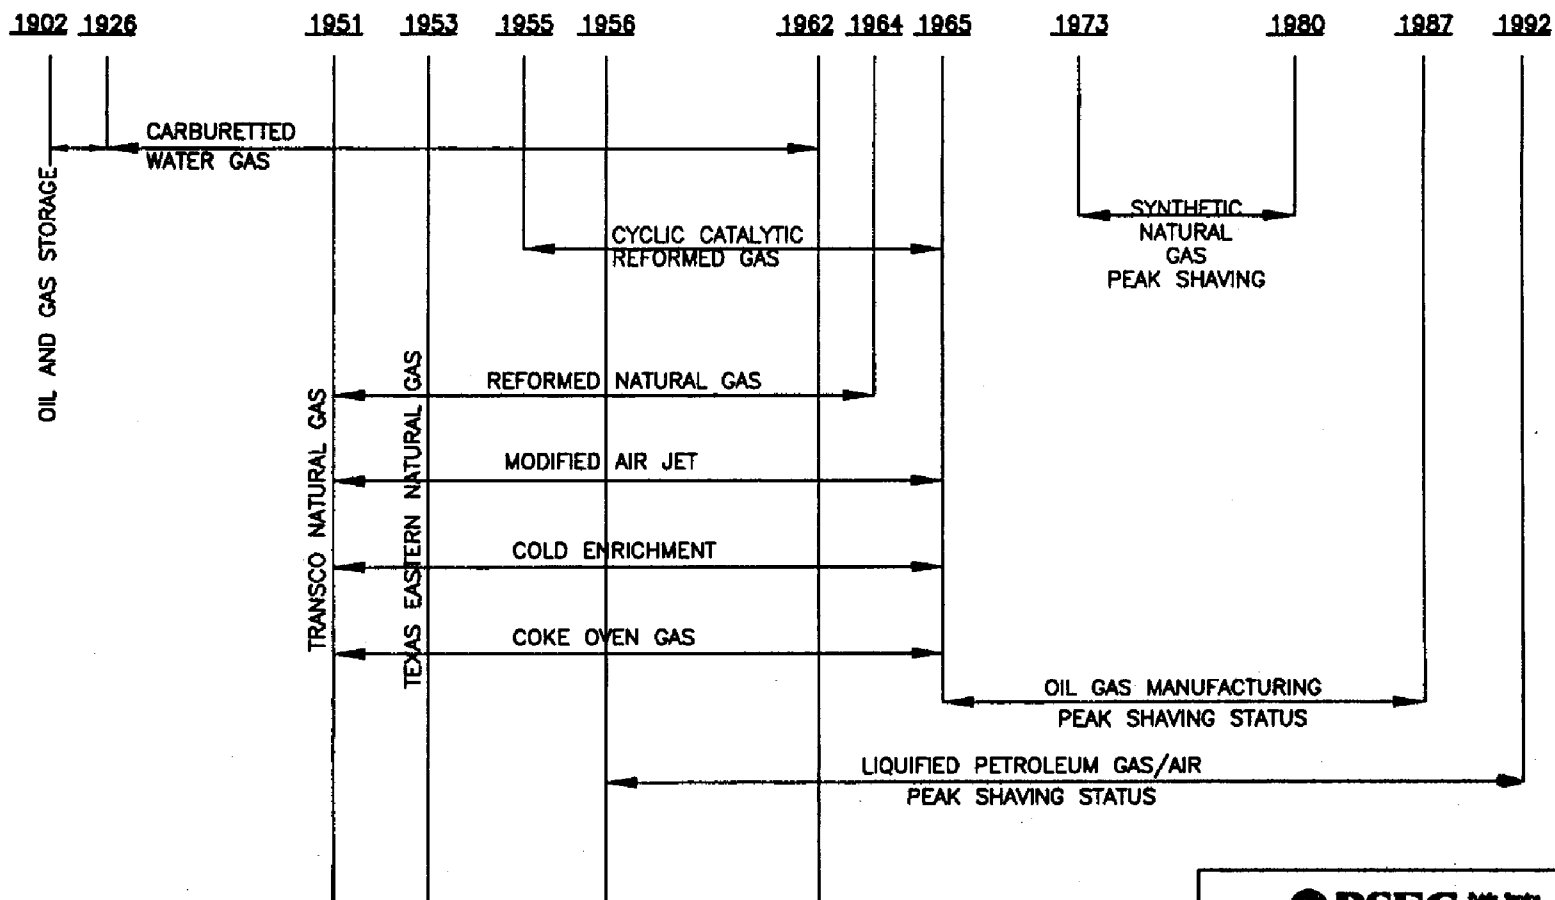 1902 1926 1951 1953 1955 1956 1962 1964 1965 1973 1980 1987 1992
CARBURETTED
WATER GAS
OIL AND GAS STORAGE
SYNTHETIC
NATURAL
GAS
PEAK SHAVING
CYCLIC CATALYTIC
REFORMED GAS
REFORMED NATURAL GAS
TRANSCO NATURAL GAS
TEXAS EASTERN NATURAL GAS
MODIFIED AIR JET
COLD ENRICHMENT
COKE OVEN GAS
OIL GAS MANUFACTURING
PEAK SHAVING STATUS
LIQUIFIED PETROLEUM GAS/AIR
PEAK SHAVING STATUS